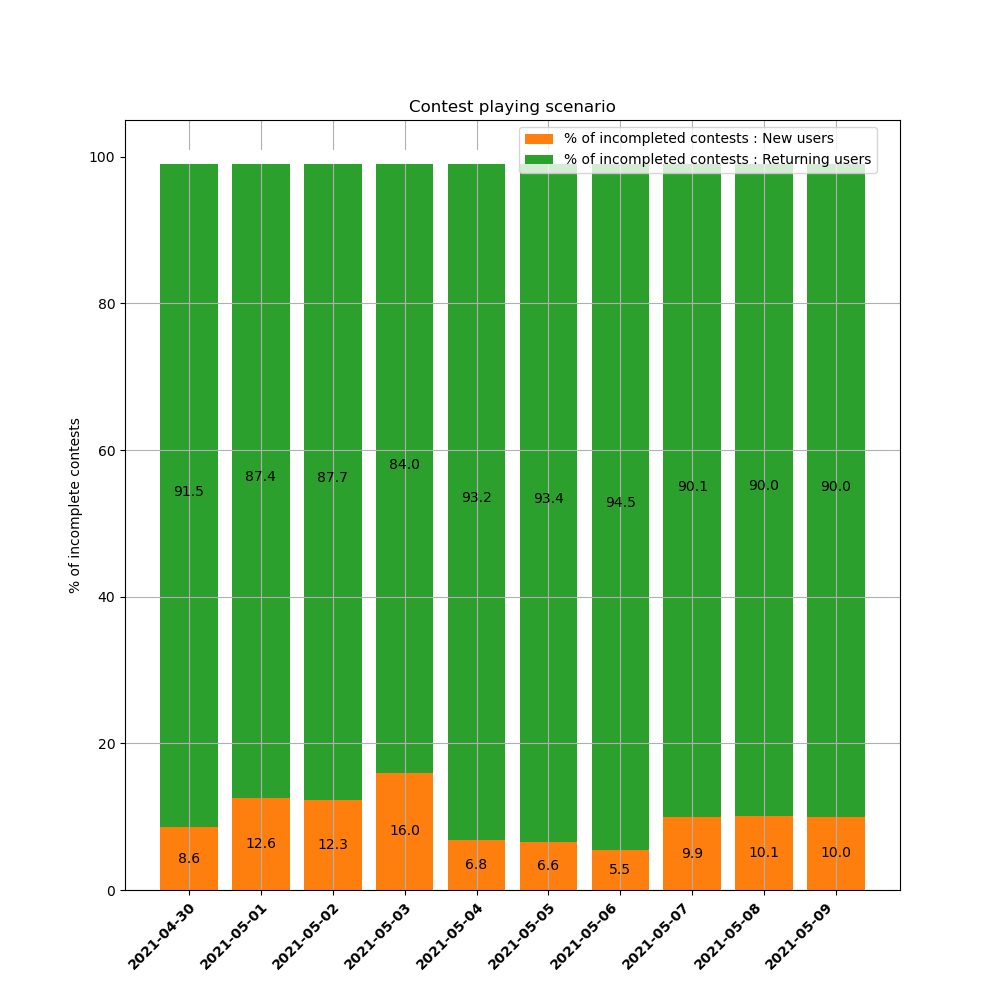 Contest playing scenario
% of incompleted contests : New users
% of incompleted contests : Returning users
% of incomplete contests
100
80
60
40
20
0
91.5 87.4 87.7 84.0 93.2 93.4 94.5 90.1 90.0 90.0
8.6 12.6 12.3 16.0 6.8 6.6 5.5 9.9 10.1 10.0
2021-04-30 2021-05-01 2021-05-02 2021-05-03 2021-05-04 2021-05-05 2021-05-06 2021-05-07 2021-05-08 2021-05-09